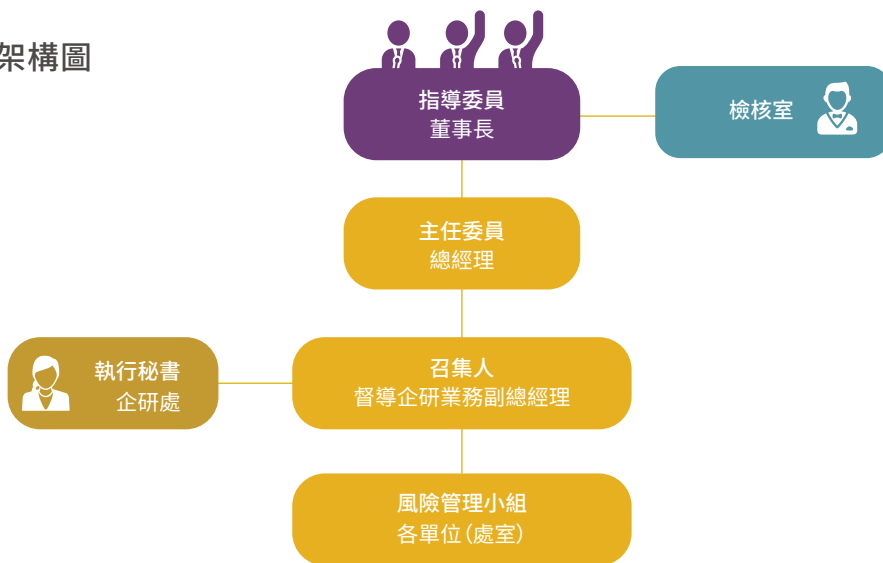 架構圖
指導委員
董事長
檢核室
主任委員
總經理
執行秘書
企研處
召集人
督導企研業務副總經理
風險管理小組
各單位(處室)